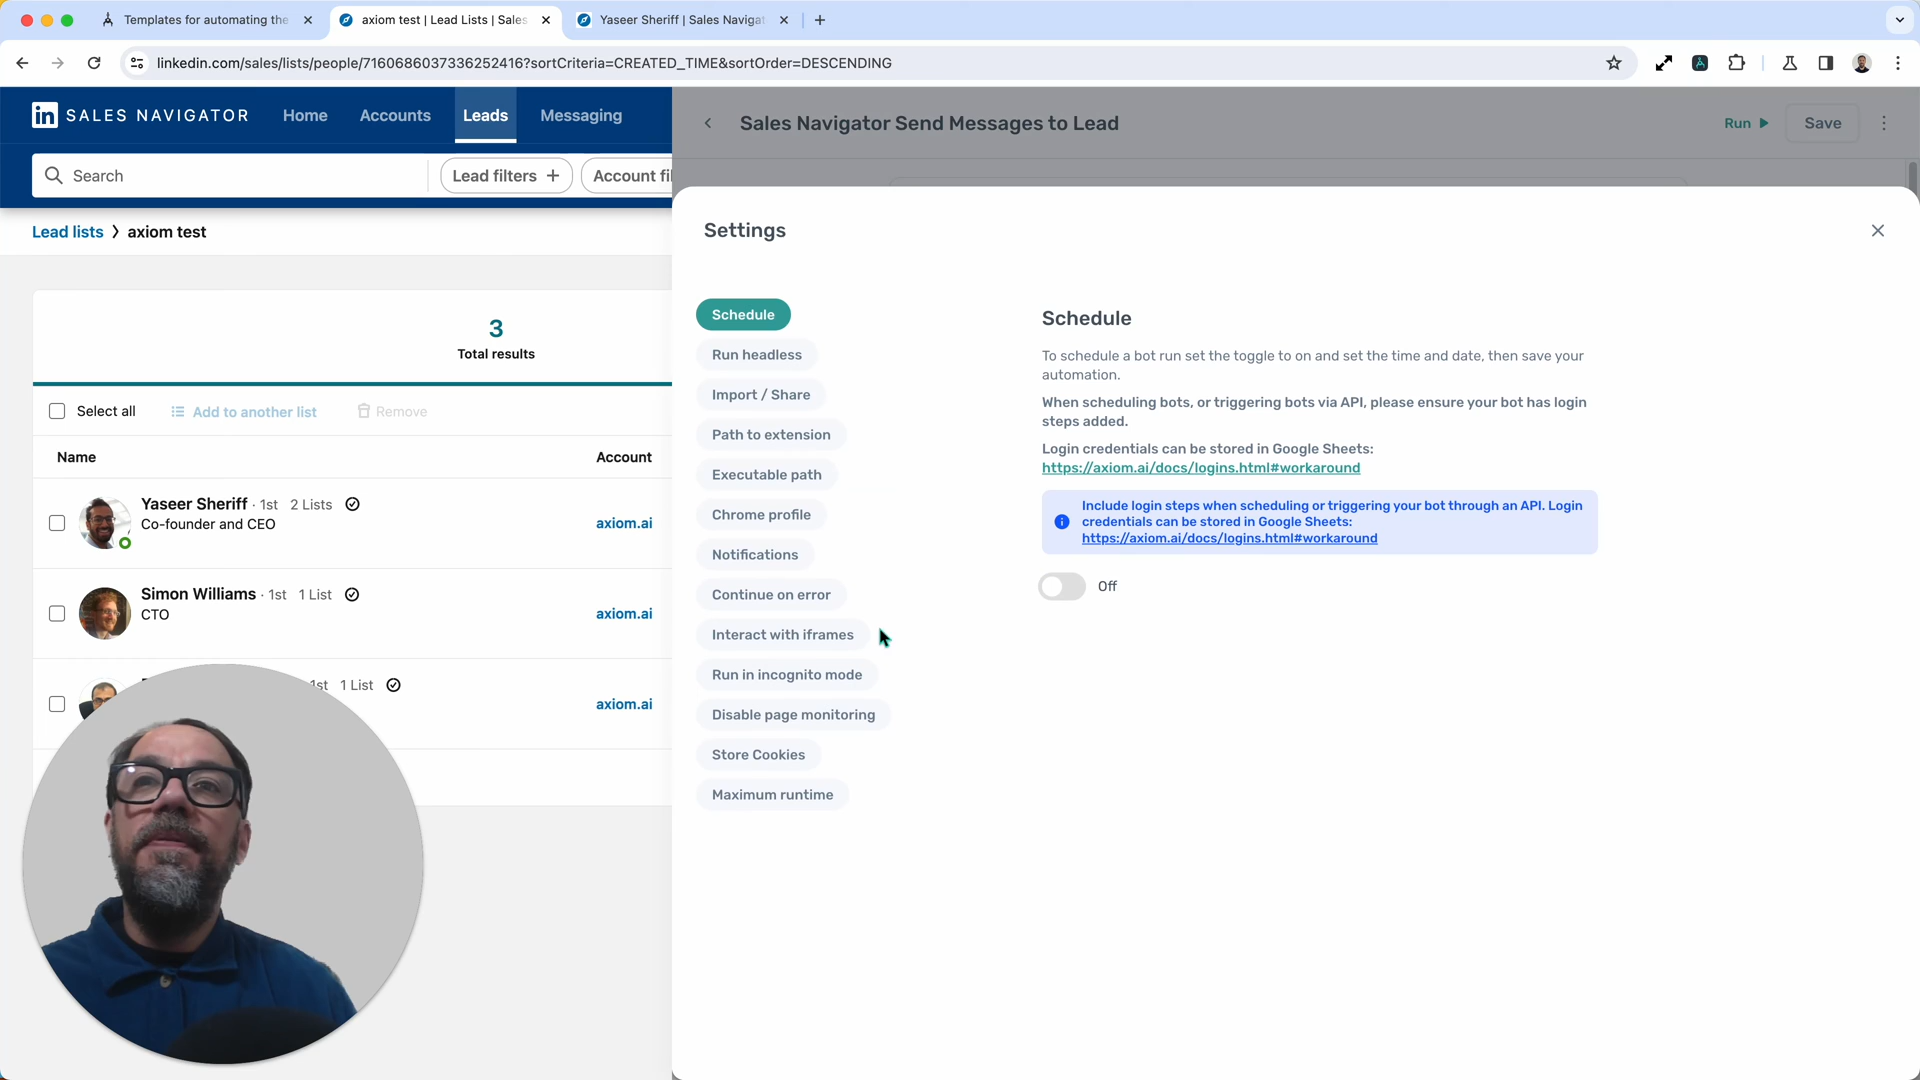 Templates for automating the
axiom test | Lead Lists | Sales
Yaseer Sheriff | Sales Navigat
linkedin.com/sales/lists/people/7160686037336252416?sortCriteria=CREATED_TIME&sortOrder=DESCENDING
in SALES NAVIGATOR
Home
Accounts
Leads
Messaging
Sales Navigator Send Messages to Lead
Run
Save
Search
Lead filters +
Account fi
Lead lists > axiom test
Settings
3
Total results
Select all
Add to another list
Remove
Name
Account
Yaseer Sheriff · 1st 2 Lists
Co-founder and CEO
axiom.ai
Simon Williams · 1st 1 List
CTO
axiom.ai
1st 1 List
axiom.ai
Schedule
Run headless
Import / Share
Path to extension
Executable path
Chrome profile
Notifications
Continue on error
Interact with iframes
Run in incognito mode
Disable page monitoring
Store Cookies
Maximum runtime
Schedule
To schedule a bot run set the toggle to on and set the time and date, then save your
automation.
When scheduling bots, or triggering bots via API, please ensure your bot has login
steps added.
Login credentials can be stored in Google Sheets:
https://axiom.ai/docs/logins.html#workaround
Include login steps when scheduling or triggering your bot through an API. Login
credentials can be stored in Google Sheets:
https://axiom.ai/docs/logins.html#workaround
Off